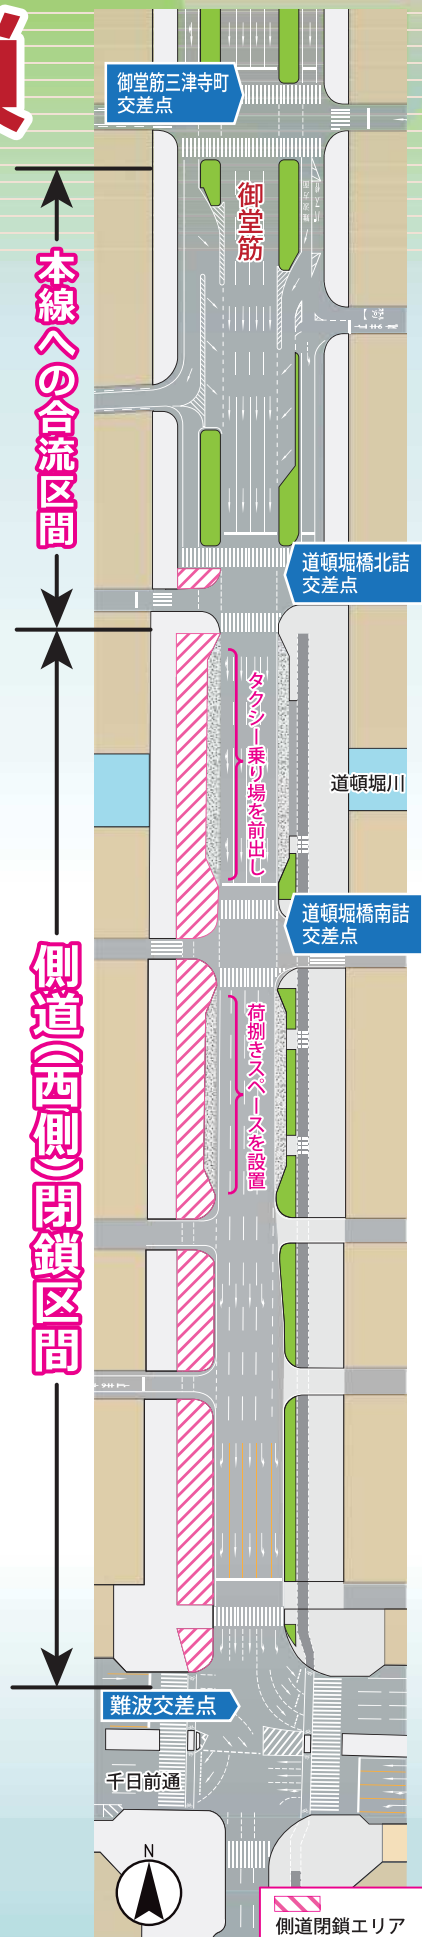 御堂筋三津寺町
交差点
御堂筋
本線への合流区間
道頓堀橋北詰
交差点
タクシー乗り場を前出し
道頓堀川
道頓堀橋南詰
交差点
側道(西側)閉鎖区間
荷捌きスペースを設置
難波交差点
千日前通
N
側道閉鎖エリア